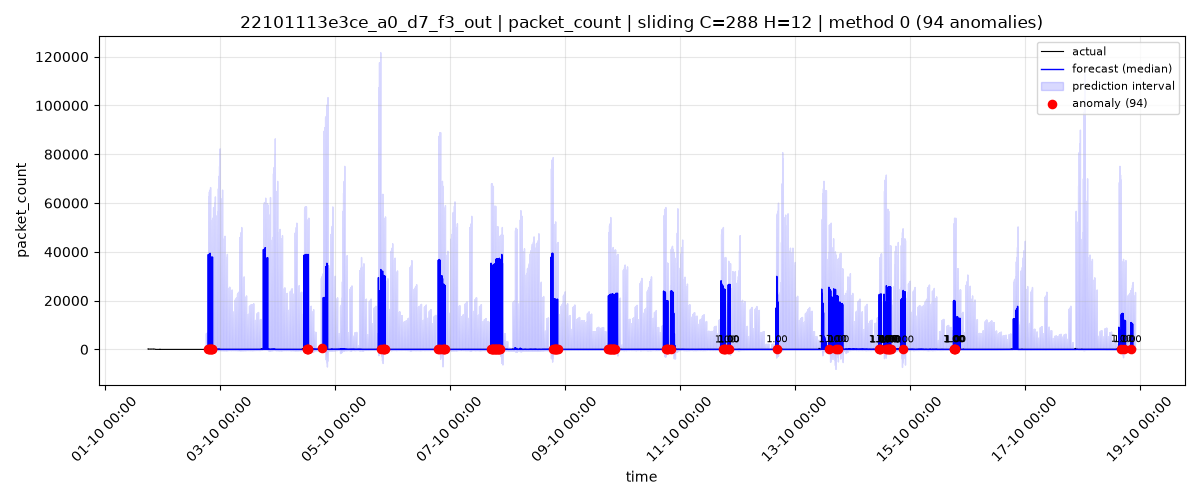 22101113e3ce_a0_d7_f3_out | packet_count | sliding C=288 H=12 | method 0 (94 anomalies)
actual
forecast (median)
prediction interval
anomaly (94)
120000
100000
80000
60000
40000
20000
0
packet_count
1.00
01-10 00:00
03-10 00:00
05-10 00:00
07-10 00:00
09-10 00:00
11-10 00:00
13-10 00:00
15-10 00:00
17-10 00:00
19-10 00:00
time